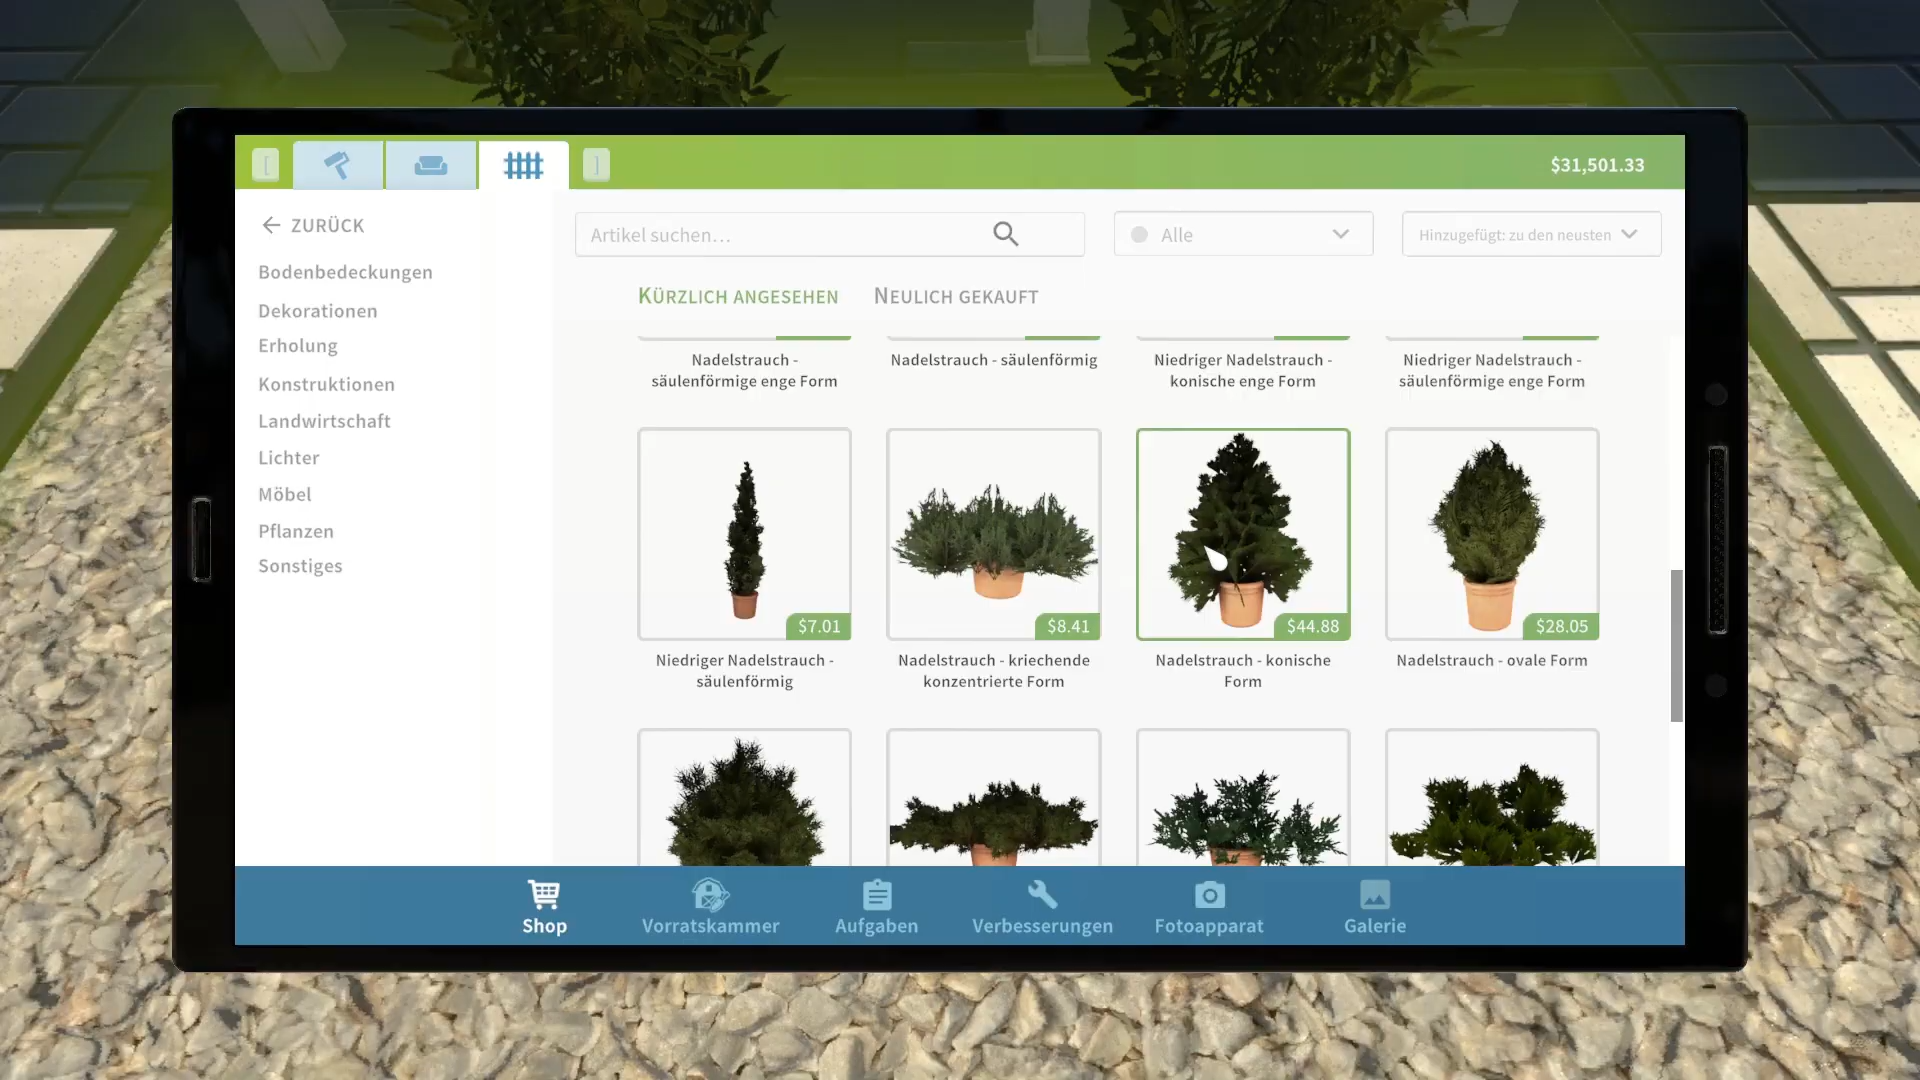 [
]
$31,501.33
ZURÜCK
Bodenbedeckungen
Dekorationen
Erholung
Konstruktionen
Landwirtschaft
Lichter
Möbel
Pflanzen
Sonstiges
Artikel suchen...
Alle
Hinzugefügt: zu den neusten
KÜRZLICH ANGESEHEN
NEULICH GEKAUFT
Nadelstrauch -
säulenförmige enge Form
Nadelstrauch - säulenförmig
Niedriger Nadelstrauch -
konische enge Form
Niedriger Nadelstrauch -
säulenförmige enge Form
$7.01
$8.41
$44.88
$28.05
Niedriger Nadelstrauch -
säulenförmig
Nadelstrauch - kriechende
konzentrierte Form
Nadelstrauch - konische
Form
Nadelstrauch - ovale Form
Shop
Vorratskammer
Aufgaben
Verbesserungen
Fotoapparat
Galerie